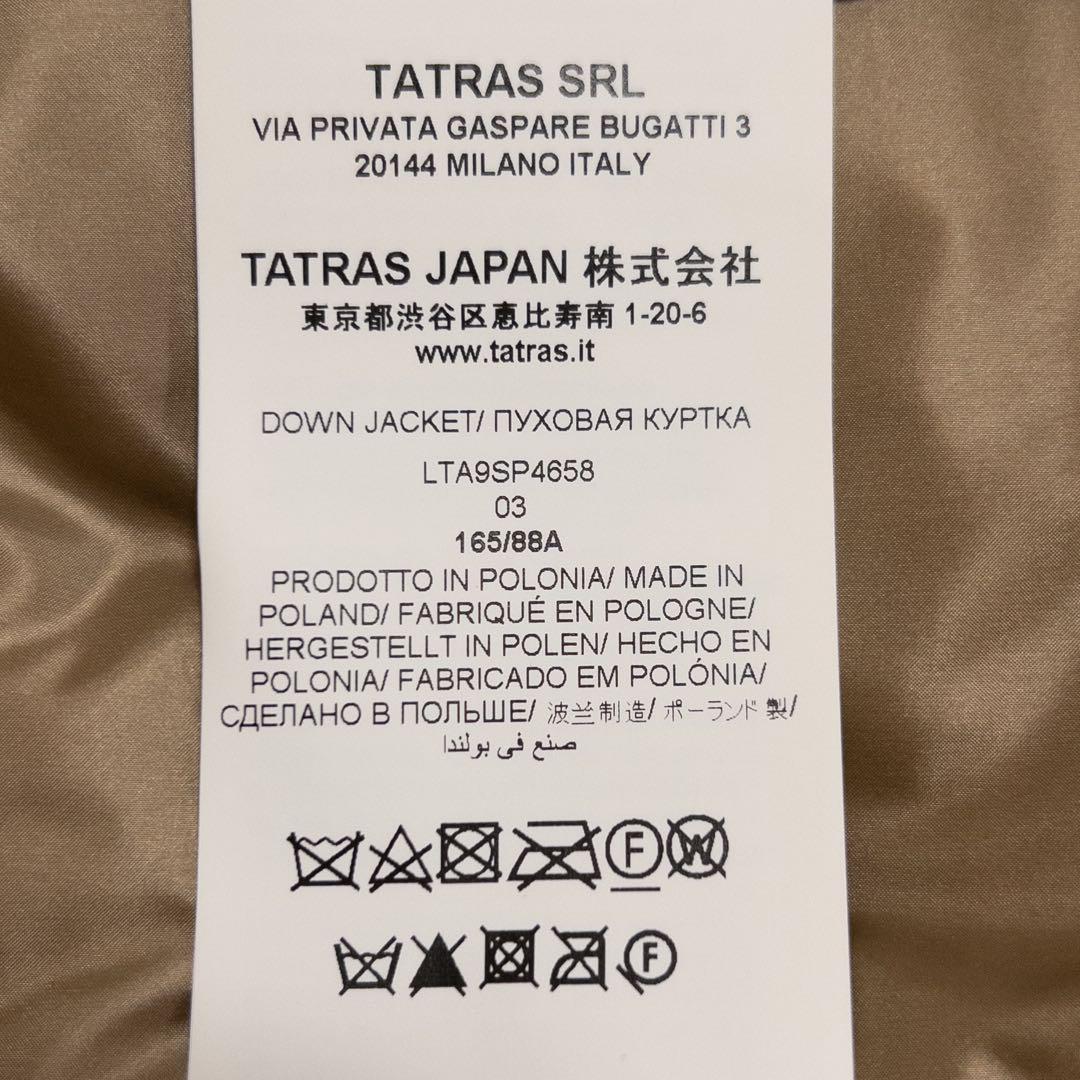 TATRAS SRL
VIA PRIVATA GASPARE BUGATTI 3
20144 MILANO ITALY
TATRAS JAPAN 株式会社
東京都渋谷区恵比寿南 1-20-6
www.tatras.it
DOWN JACKET/ ПУХОВАЯ КУРТКА
LTA9SP4658
03
165/88A
PRODOTTO IN POLONIA/ MADE IN
POLAND/ FABRIQUÉ EN POLOGNE/
HERGESTELLT IN POLEN/ HECHO EN
POLONIA/ FABRICADO EM POLÓNIA/
СДЕЛАНО В ПОЛЬШЕ/ 波兰制造/ ポーランド製/
صنع فى بولندا
F W
F